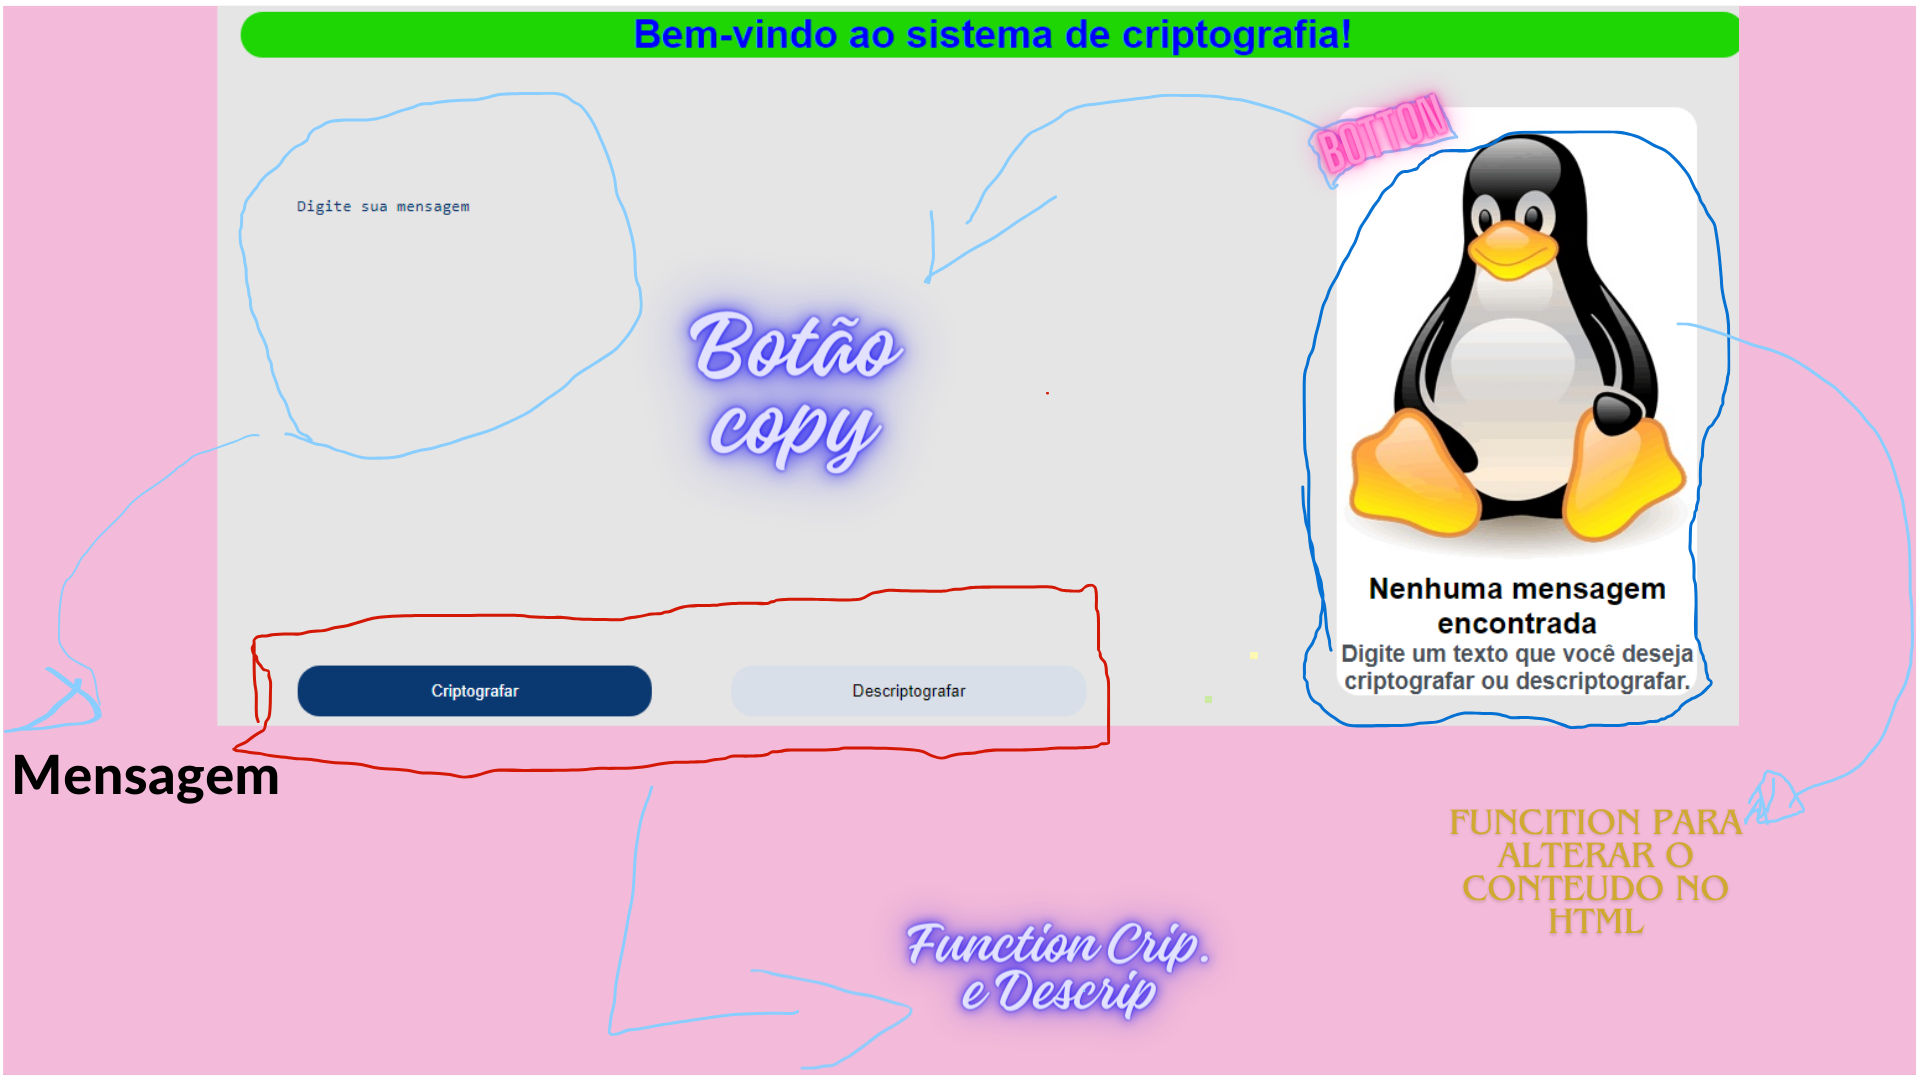 Bem-vindo ao sistema de criptografia!
BOTTON
Digite sua mensagem
Botão
copy
Nenhuma mensagem
encontrada
Digite um texto que você deseja
criptografar ou descriptografar.
Criptografar
Descriptografar
Mensagem
FUNCITION PARA
ALTERAR O
CONTEUDO NO
HTML
Function Crip.
e Descrip